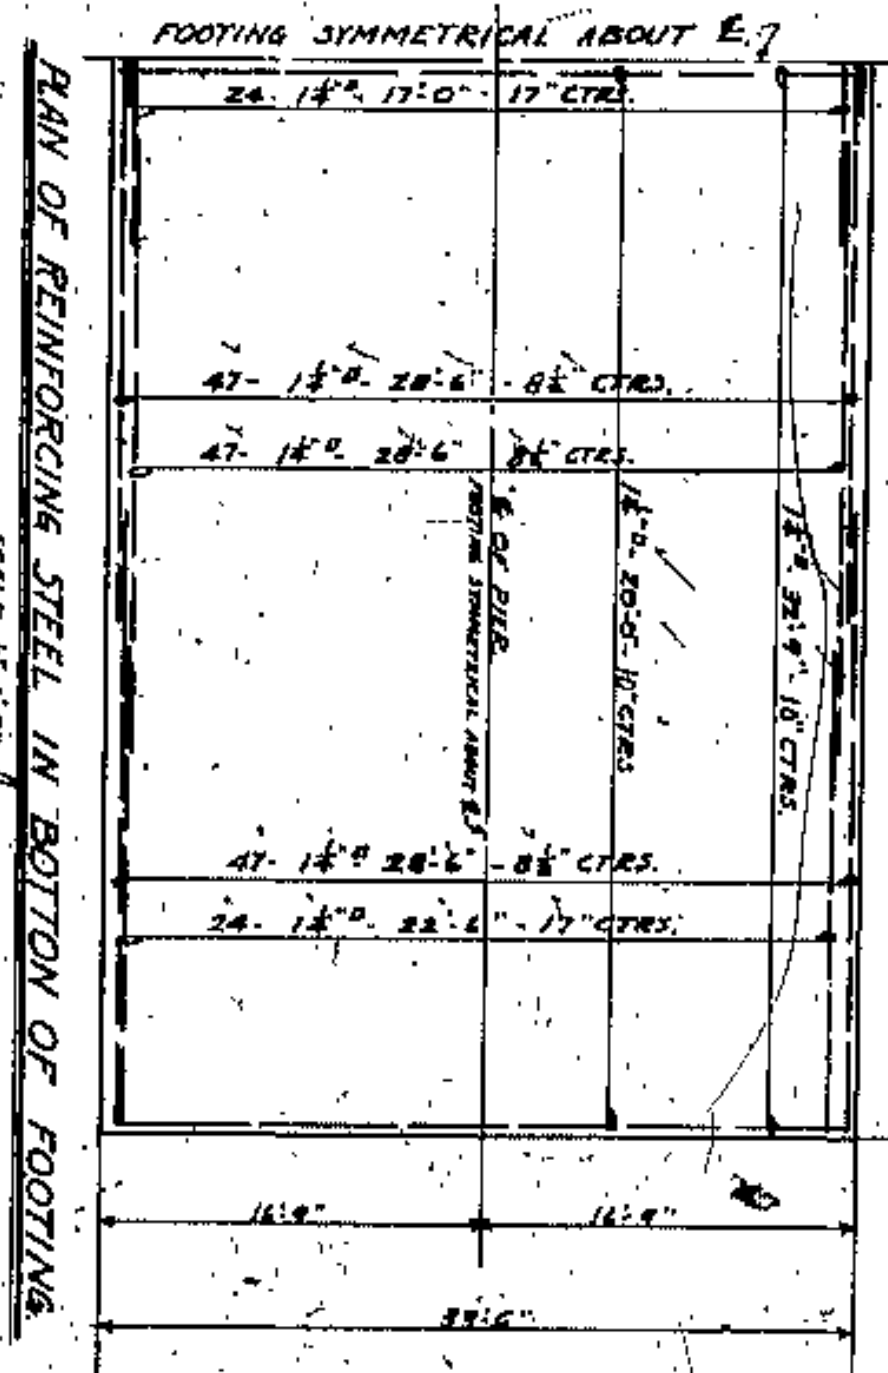 FOOTING SYMMETRICAL ABOUT ℄.
24- 1¼"□- 17'-0" - 17" CTRS.
47- 1¼"□- 28'-6" - 8½" CTRS.
47- 1¼"□- 28'-6" 8½" CTRS.
℄ OF PIER
FOOTING SYMMETRICAL ABOUT ℄
1¼"□- 20'-0"- 10" CTRS
1¼"□- 32'-9"- 10" CTRS.
47- 1¼"□ 28'-6" - 8½" CTRS.
24- 1¼"□- 22'-6" - 17" CTRS.
16'-9" 16'-9"
33'-6"
PLAN OF REINFORCING STEEL IN BOTTON OF FOOTING.